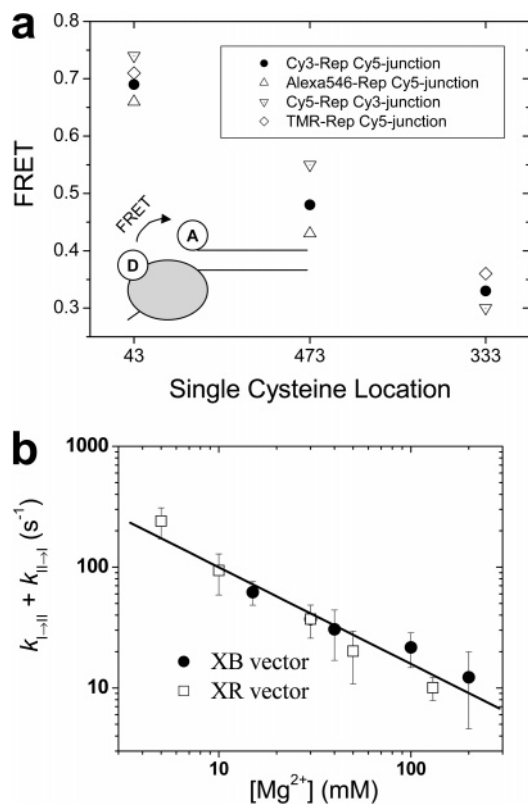 a
0.8
0.7
0.6
0.5
0.4
0.3
FRET
Cy3-Rep Cy5-junction
Alexa546-Rep Cy5-junction
Cy5-Rep Cy3-junction
TMR-Rep Cy5-junction
FRET
A
D
43
473
333
Single Cysteine Location
b
1000
100
10
k_{I→II} + k_{II→I} (s⁻¹)
XB vector
XR vector
10
100
[Mg²⁺] (mM)